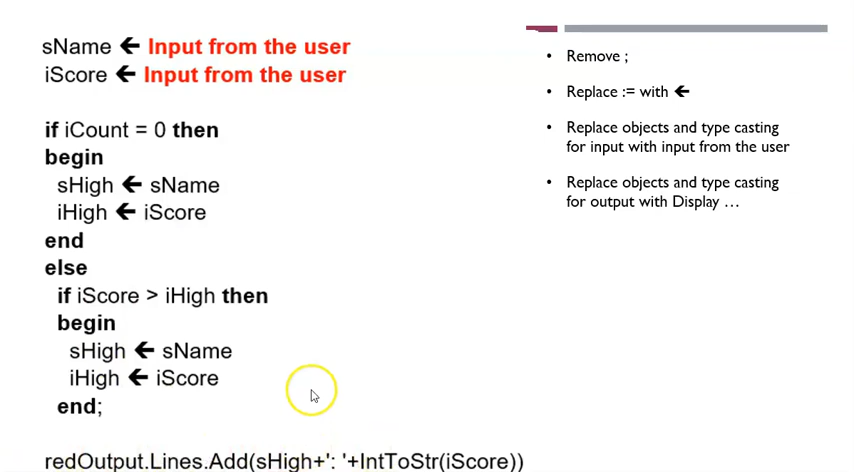 sName ← Input from the user
iScore ← Input from the user
if iCount = 0 then
begin
sHigh ← sName
iHigh ← iScore
end
else
if iScore > iHigh then
begin
sHigh ← sName
iHigh ← iScore
end;
redOutput.Lines.Add(sHigh+': '+IntToStr(iScore))
• Remove ;
• Replace := with ←
• Replace objects and type casting
for input with input from the user
• Replace objects and type casting
for output with Display …